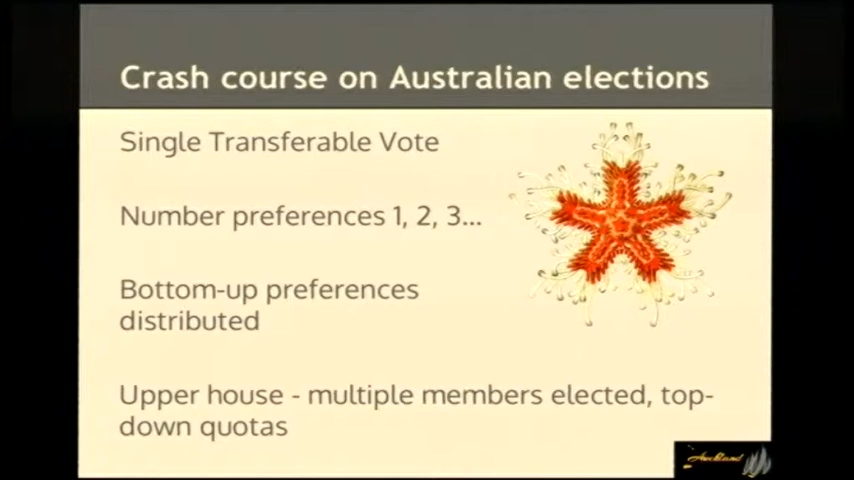 Crash course on Australian elections
Single Transferable Vote
Number preferences 1, 2, 3...
Bottom-up preferences
distributed
Upper house - multiple members elected, top-
down quotas
Auckland